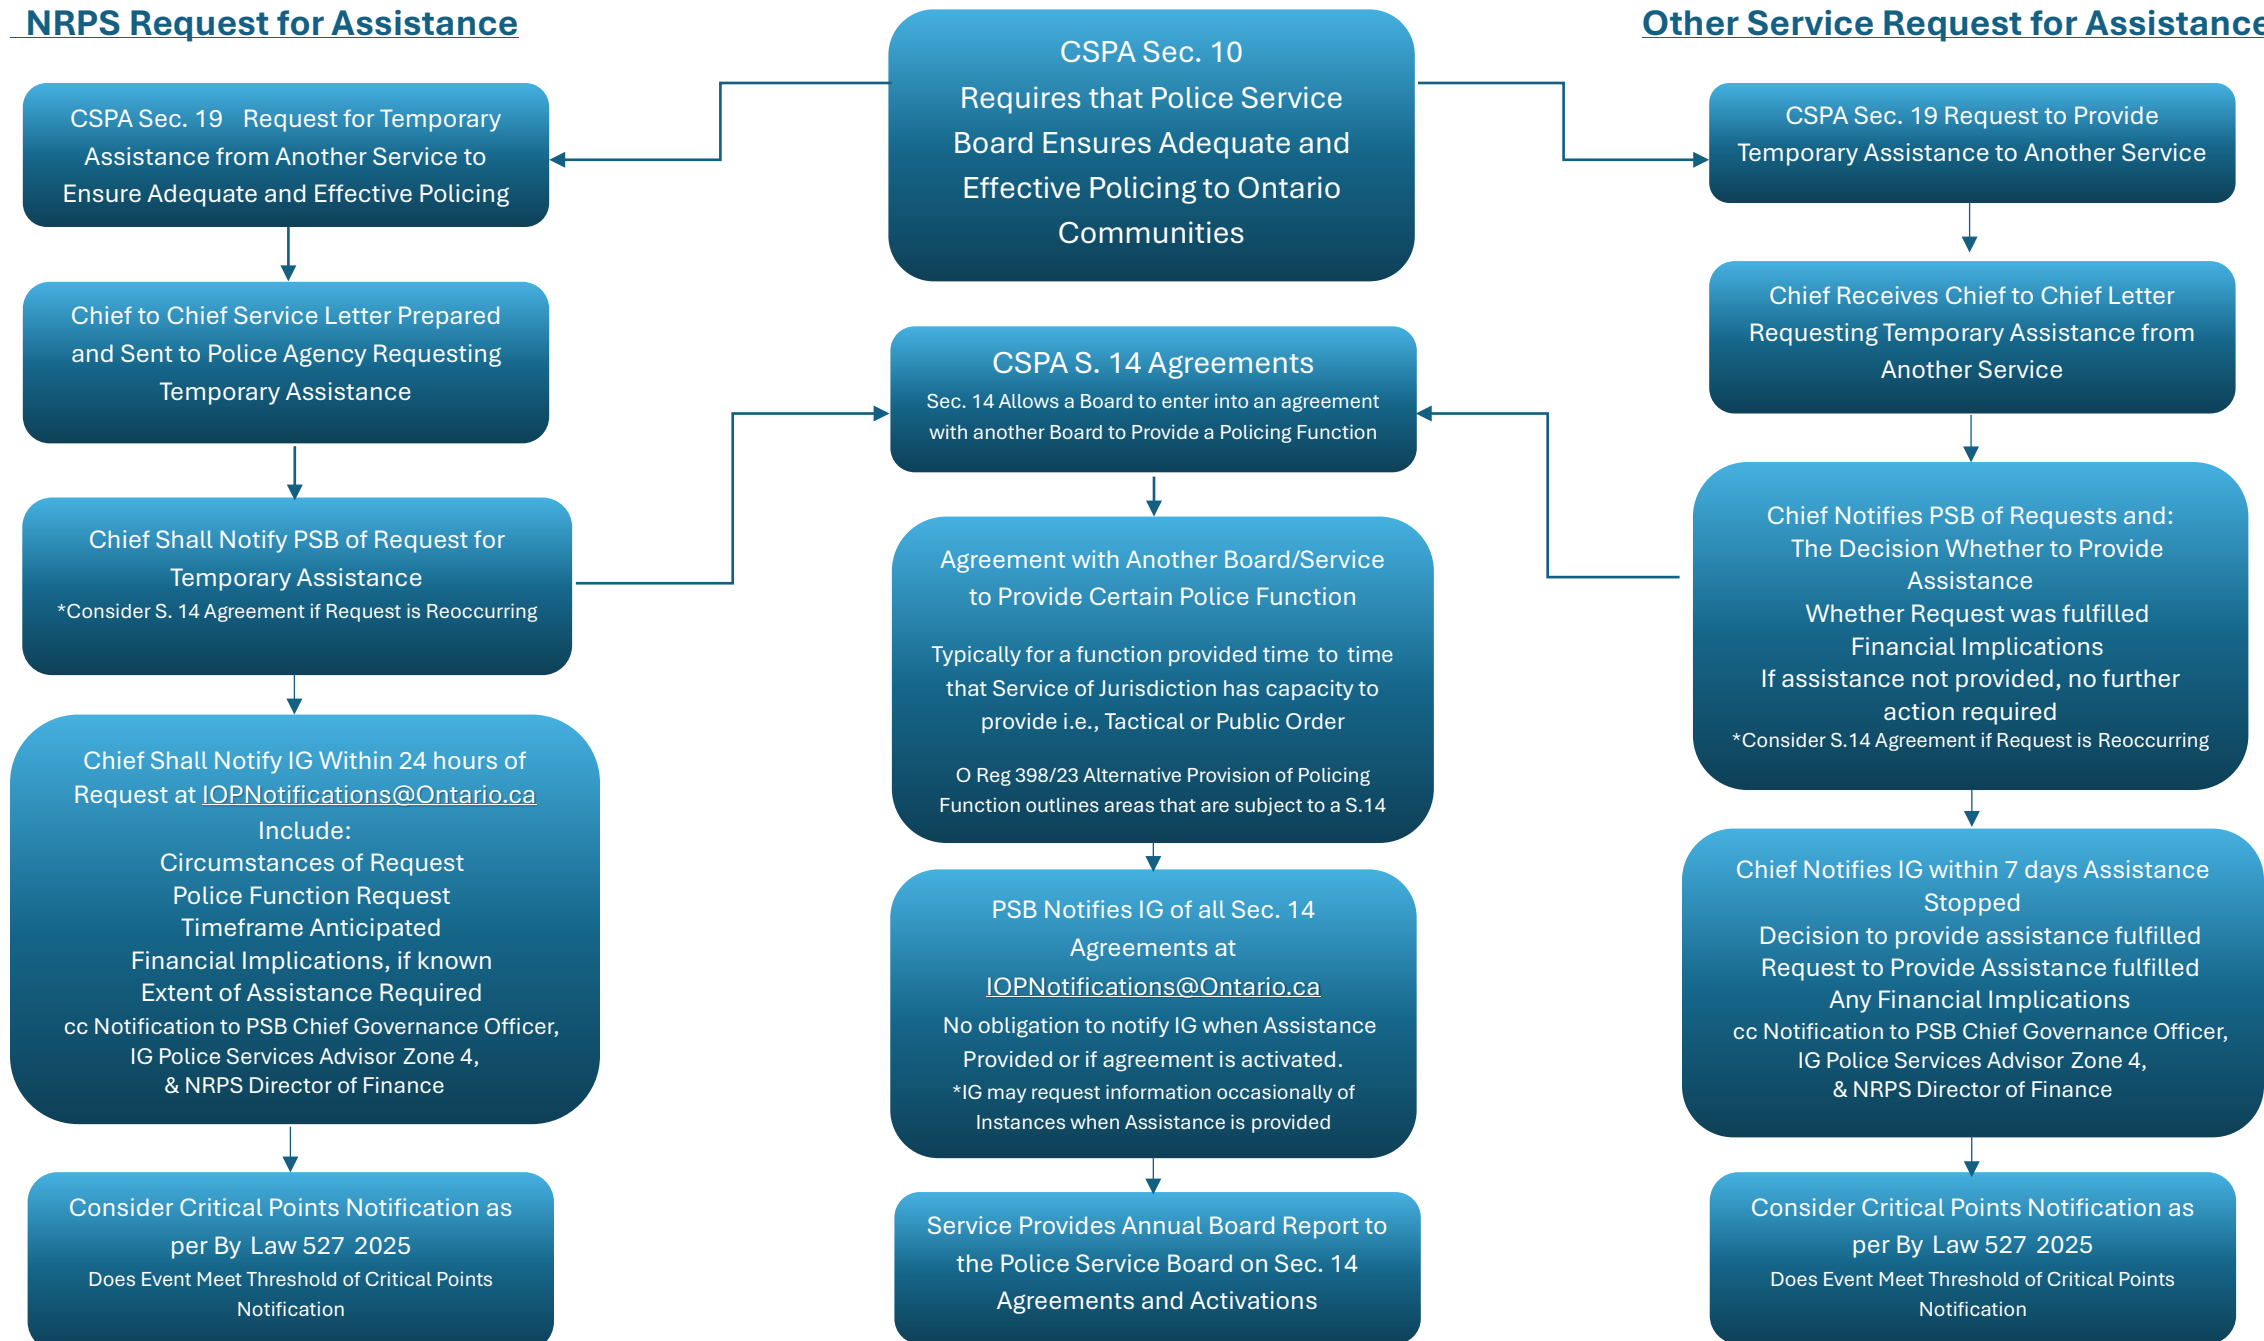 NRPS Request for Assistance
CSPA Sec. 19 Request for Temporary
Assistance from Another Service to
Ensure Adequate and Effective Policing
Chief to Chief Service Letter Prepared
and Sent to Police Agency Requesting
Temporary Assistance
Chief Shall Notify PSB of Request for
Temporary Assistance
*Consider S. 14 Agreement if Request is Reoccurring
Chief Shall Notify IG Within 24 hours of
Request at IOPNotifications@Ontario.ca
Include:
Circumstances of Request
Police Function Request
Timeframe Anticipated
Financial Implications, if known
Extent of Assistance Required
cc Notification to PSB Chief Governance Officer,
IG Police Services Advisor Zone 4,
& NRPS Director of Finance
Consider Critical Points Notification as
per By Law 527 2025
Does Event Meet Threshold of Critical Points
Notification
CSPA Sec. 10
Requires that Police Service
Board Ensures Adequate and
Effective Policing to Ontario
Communities
CSPA S. 14 Agreements
Sec. 14 Allows a Board to enter into an agreement
with another Board to Provide a Policing Function
Agreement with Another Board/Service
to Provide Certain Police Function
Typically for a function provided time to time
that Service of Jurisdiction has capacity to
provide i.e., Tactical or Public Order
O Reg 398/23 Alternative Provision of Policing
Function outlines areas that are subject to a S.14
PSB Notifies IG of all Sec. 14
Agreements at
IOPNotifications@Ontario.ca
No obligation to notify IG when Assistance
Provided or if agreement is activated.
*IG may request information occasionally of
Instances when Assistance is provided
Service Provides Annual Board Report to
the Police Service Board on Sec. 14
Agreements and Activations
Other Service Request for Assistance
CSPA Sec. 19 Request to Provide
Temporary Assistance to Another Service
Chief Receives Chief to Chief Letter
Requesting Temporary Assistance from
Another Service
Chief Notifies PSB of Requests and:
The Decision Whether to Provide
Assistance
Whether Request was fulfilled
Financial Implications
If assistance not provided, no further
action required
*Consider S.14 Agreement if Request is Reoccurring
Chief Notifies IG within 7 days Assistance
Stopped
Decision to provide assistance fulfilled
Request to Provide Assistance fulfilled
Any Financial Implications
cc Notification to PSB Chief Governance Officer,
IG Police Services Advisor Zone 4,
& NRPS Director of Finance
Consider Critical Points Notification as
per By Law 527 2025
Does Event Meet Threshold of Critical Points
Notification